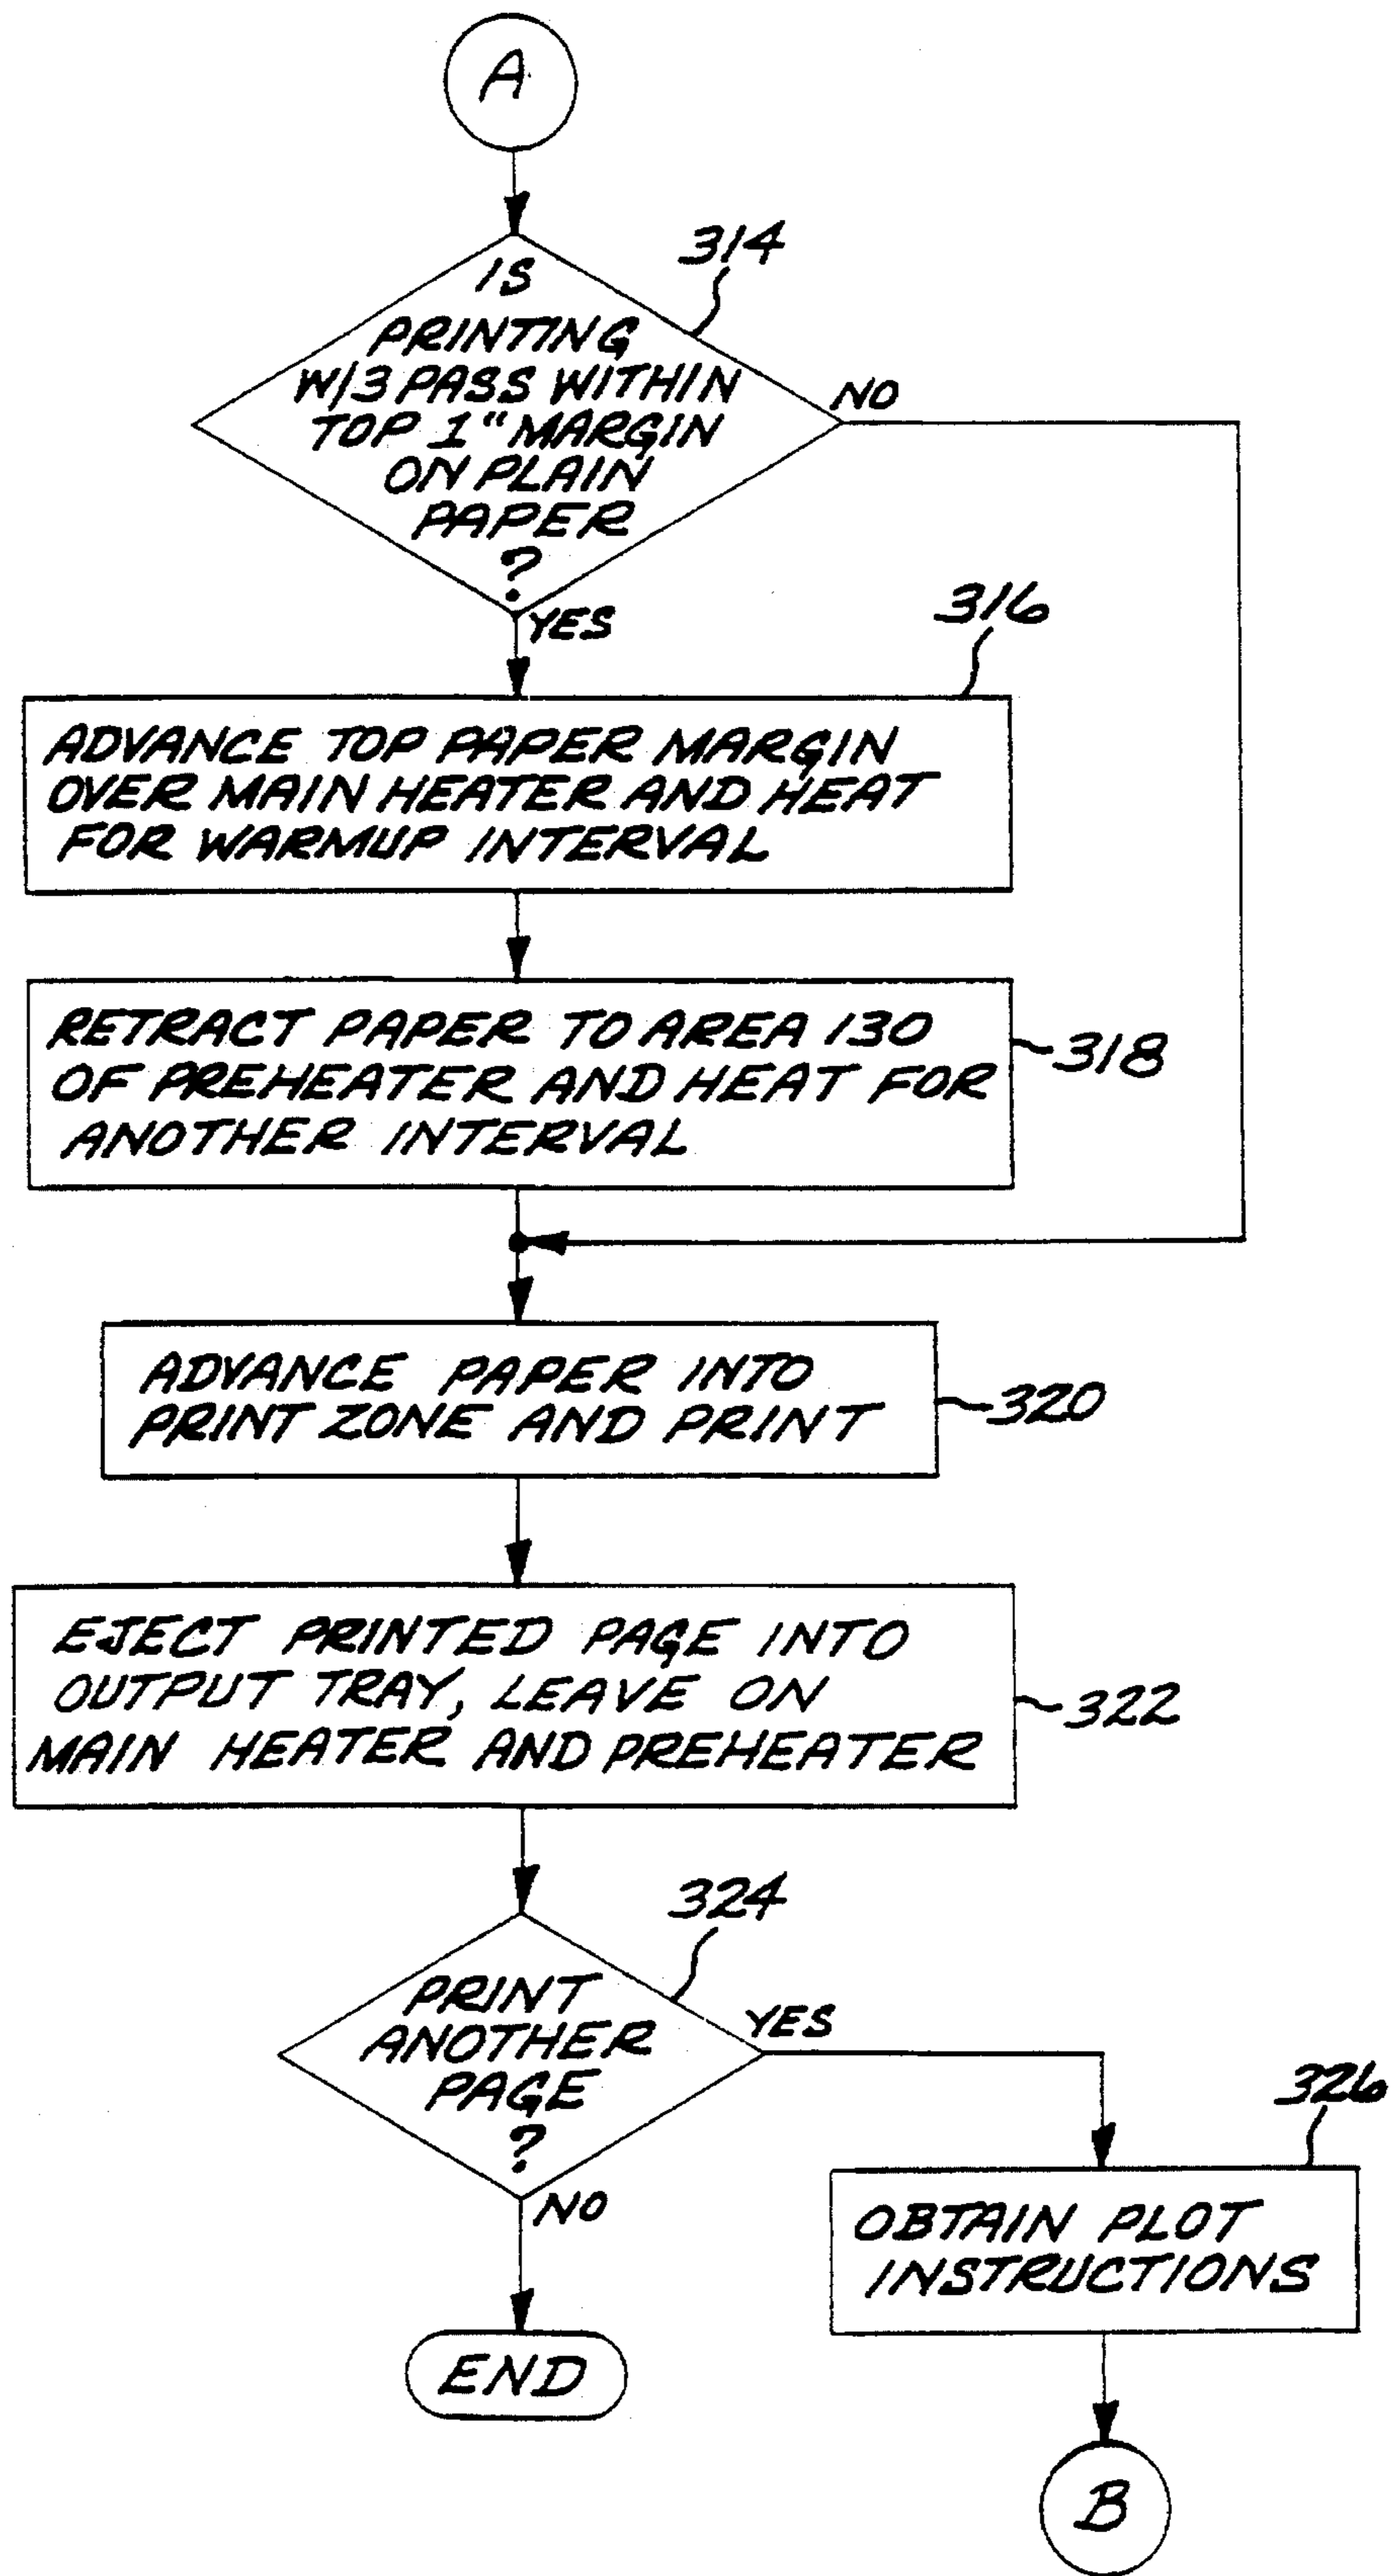 A
314
IS
PRINTING
W/3 PASS WITHIN
TOP 1" MARGIN
ON PLAIN
PAPER
?
NO
YES
316
ADVANCE TOP PAPER MARGIN
OVER MAIN HEATER AND HEAT
FOR WARMUP INTERVAL
RETRACT PAPER TO AREA 130
OF PREHEATER AND HEAT FOR
ANOTHER INTERVAL
318
ADVANCE PAPER INTO
PRINT ZONE AND PRINT
320
EJECT PRINTED PAGE INTO
OUTPUT TRAY, LEAVE ON
MAIN HEATER AND PREHEATER
322
324
PRINT
ANOTHER
PAGE
?
YES
NO
326
OBTAIN PLOT
INSTRUCTIONS
END
B